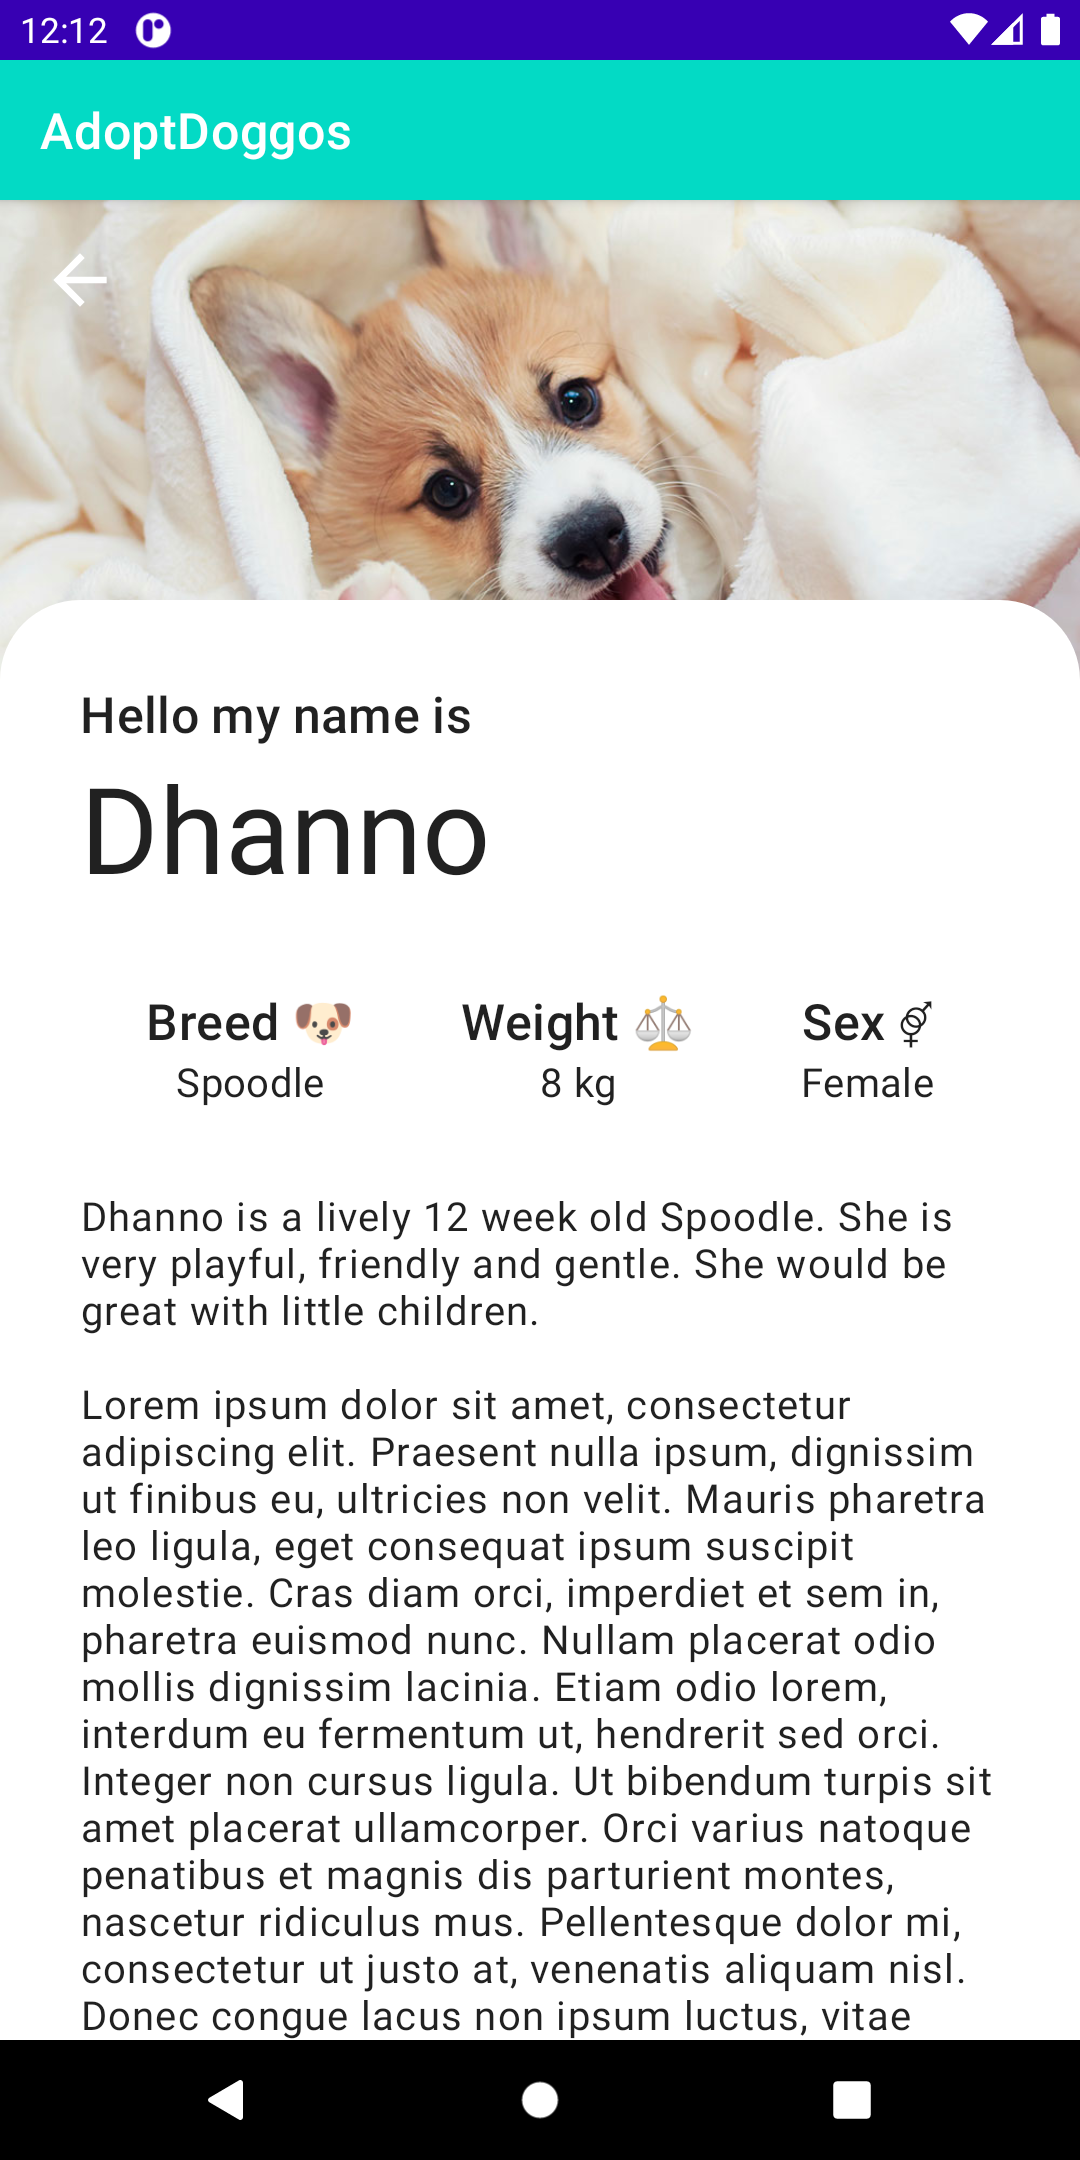 12:12
AdoptDoggos
Hello my name is
Dhanno
Breed 🐶 Weight ⚖️ Sex ⚤
Spoodle 8 kg Female
Dhanno is a lively 12 week old Spoodle. She is
very playful, friendly and gentle. She would be
great with little children.
Lorem ipsum dolor sit amet, consectetur
adipiscing elit. Praesent nulla ipsum, dignissim
ut finibus eu, ultricies non velit. Mauris pharetra
leo ligula, eget consequat ipsum suscipit
molestie. Cras diam orci, imperdiet et sem in,
pharetra euismod nunc. Nullam placerat odio
mollis dignissim lacinia. Etiam odio lorem,
interdum eu fermentum ut, hendrerit sed orci.
Integer non cursus ligula. Ut bibendum turpis sit
amet placerat ullamcorper. Orci varius natoque
penatibus et magnis dis parturient montes,
nascetur ridiculus mus. Pellentesque dolor mi,
consectetur ut justo at, venenatis aliquam nisl.
Donec congue lacus non ipsum luctus, vitae